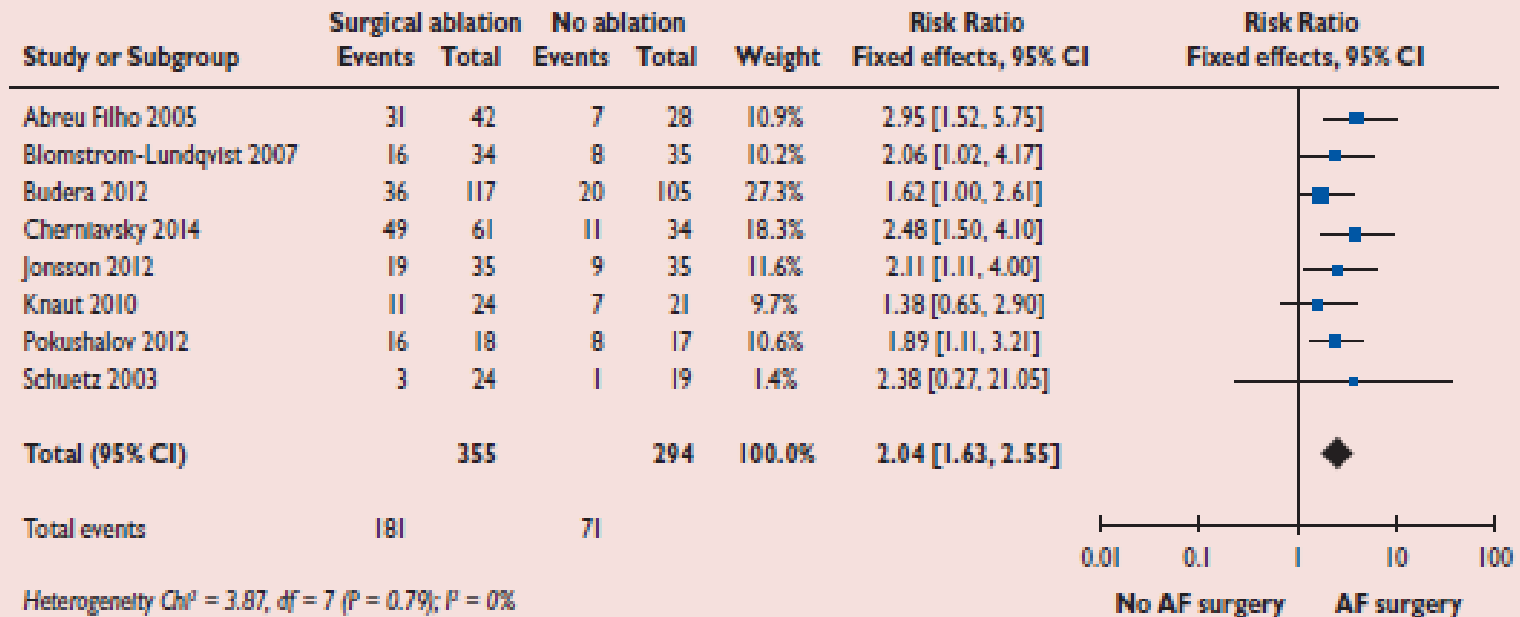 Surgical ablation No ablation Risk Ratio Risk Ratio
Study or Subgroup Events Total Events Total Weight Fixed effects, 95% CI Fixed effects, 95% CI
Abreu Filho 2005 31 42 7 28 10.9% 2.95 [1.52, 5.75]
Blomstrom-Lundqvist 2007 16 34 8 35 10.2% 2.06 [1.02, 4.17]
Budera 2012 36 117 20 105 27.3% 1.62 [1.00, 2.61]
Cherniavsky 2014 49 61 11 34 18.3% 2.48 [1.50, 4.10]
Jonsson 2012 19 35 9 35 11.6% 2.11 [1.11, 4.00]
Knaut 2010 11 24 7 21 9.7% 1.38 [0.65, 2.90]
Pokushalov 2012 16 18 8 17 10.6% 1.89 [1.11, 3.21]
Schuetz 2003 3 24 1 19 1.4% 2.38 [0.27, 21.05]
Total (95% CI) 355 294 100.0% 2.04 [1.63, 2.55]
Total events 181 71
0.01 0.1 1 10 100
Heterogeneity Chi² = 3.87, df = 7 (P = 0.79); I² = 0%
No AF surgery AF surgery